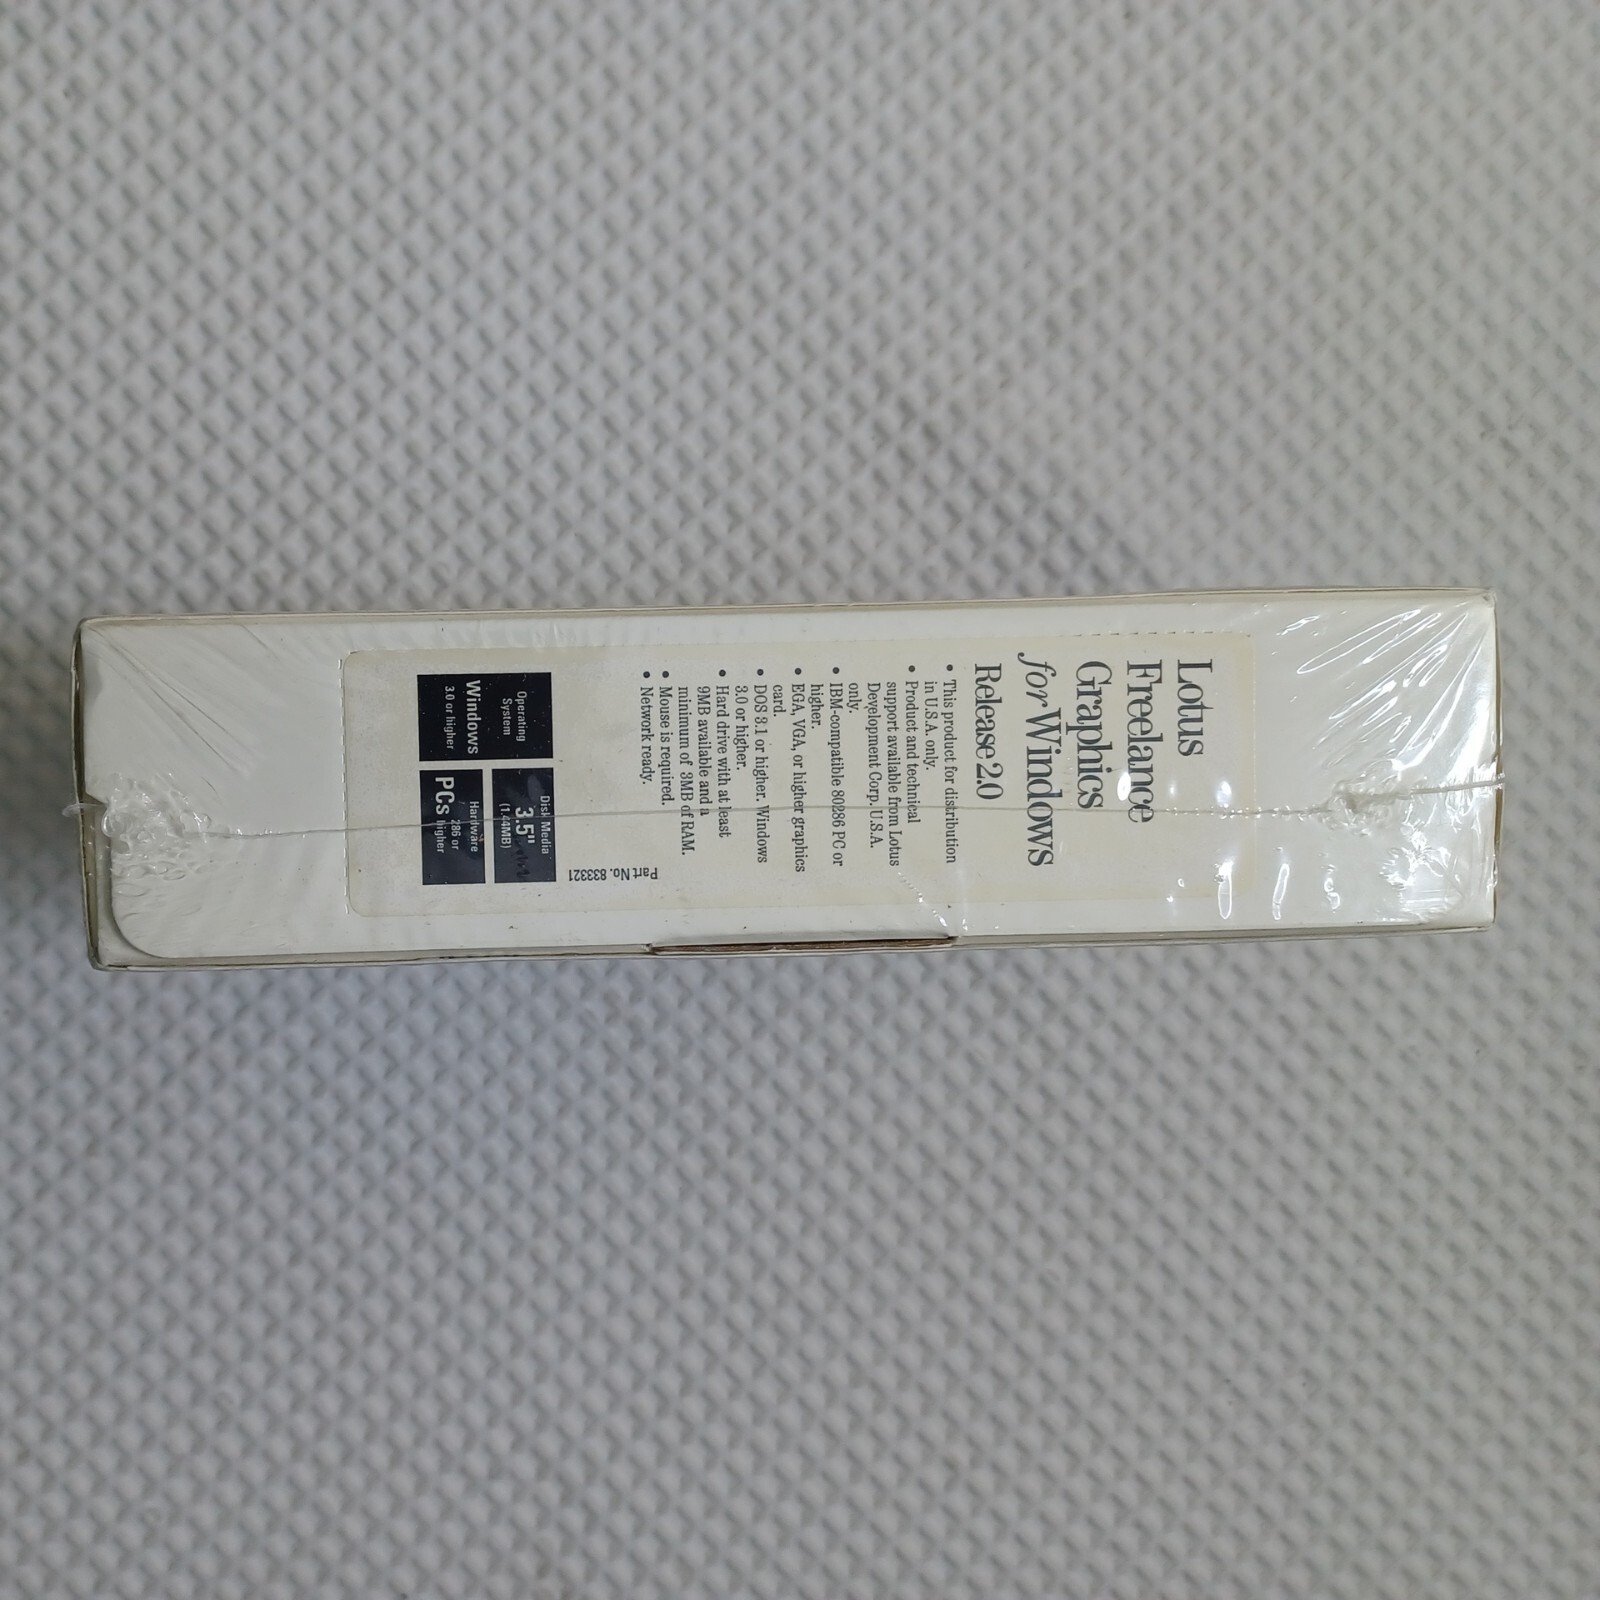 Lotus
Freelance
Graphics
for Windows
Release 2.0
• This product for distribution
in U.S.A. only.
• Product and technical
support available from Lotus
Development Corp. U.S.A.
only.
• IBM-compatible 80286 PC or
higher.
• EGA, VGA, or higher graphics
card.
• DOS 3.1 or higher. Windows
3.0 or higher.
• Hard drive with at least
9MB available and a
minimum of 3MB of RAM.
• Mouse is required.
• Network ready.
Part No. 833321
Operating
System
Windows
3.0 or higher
Disk Media
3.5"
(1.44MB)
Hardware
PCs 286 or
higher